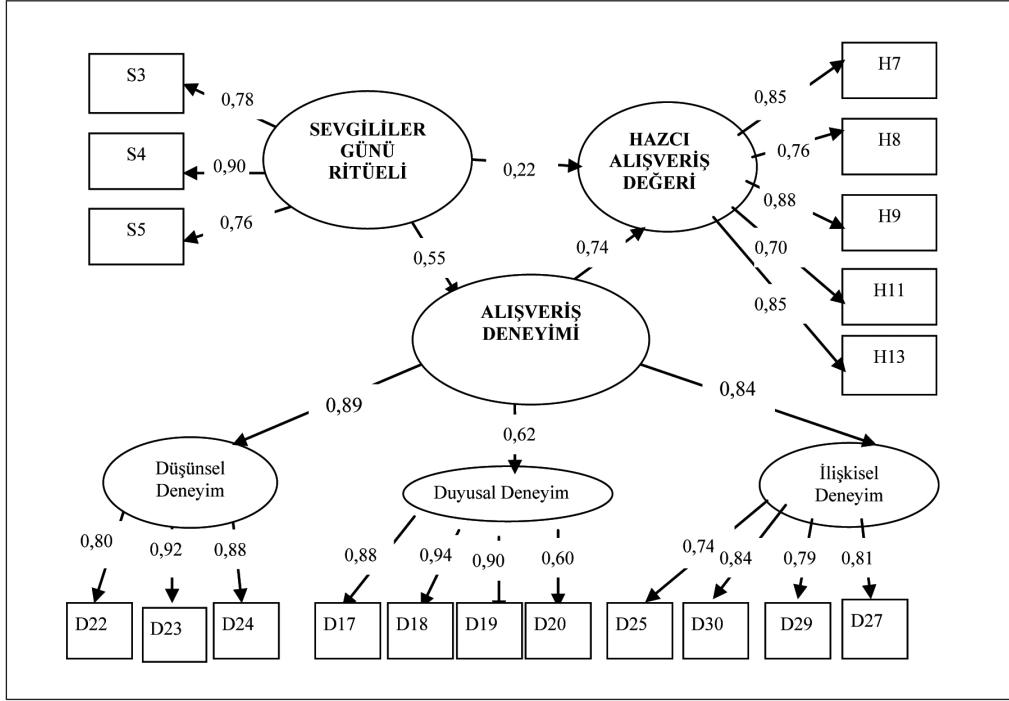 S3
0,78
S4
0,90
S5
0,76
SEVGİLİLER
GÜNÜ
RİTÜELİ
0,22
HAZCI
ALIŞVERİŞ
DEĞERİ
0,85
H7
0,76
H8
0,88
H9
0,70
H11
0,85
H13
0,55
0,74
ALIŞVERİŞ
DENEYİMİ
0,89
0,62
0,84
Düşünsel
Deneyim
Duyusal Deneyim
İlişkisel
Deneyim
0,80
0,92
0,88
0,88
0,94
0,90
0,60
0,74
0,84
0,79
0,81
D22
D23
D24
D17
D18
D19
D20
D25
D30
D29
D27